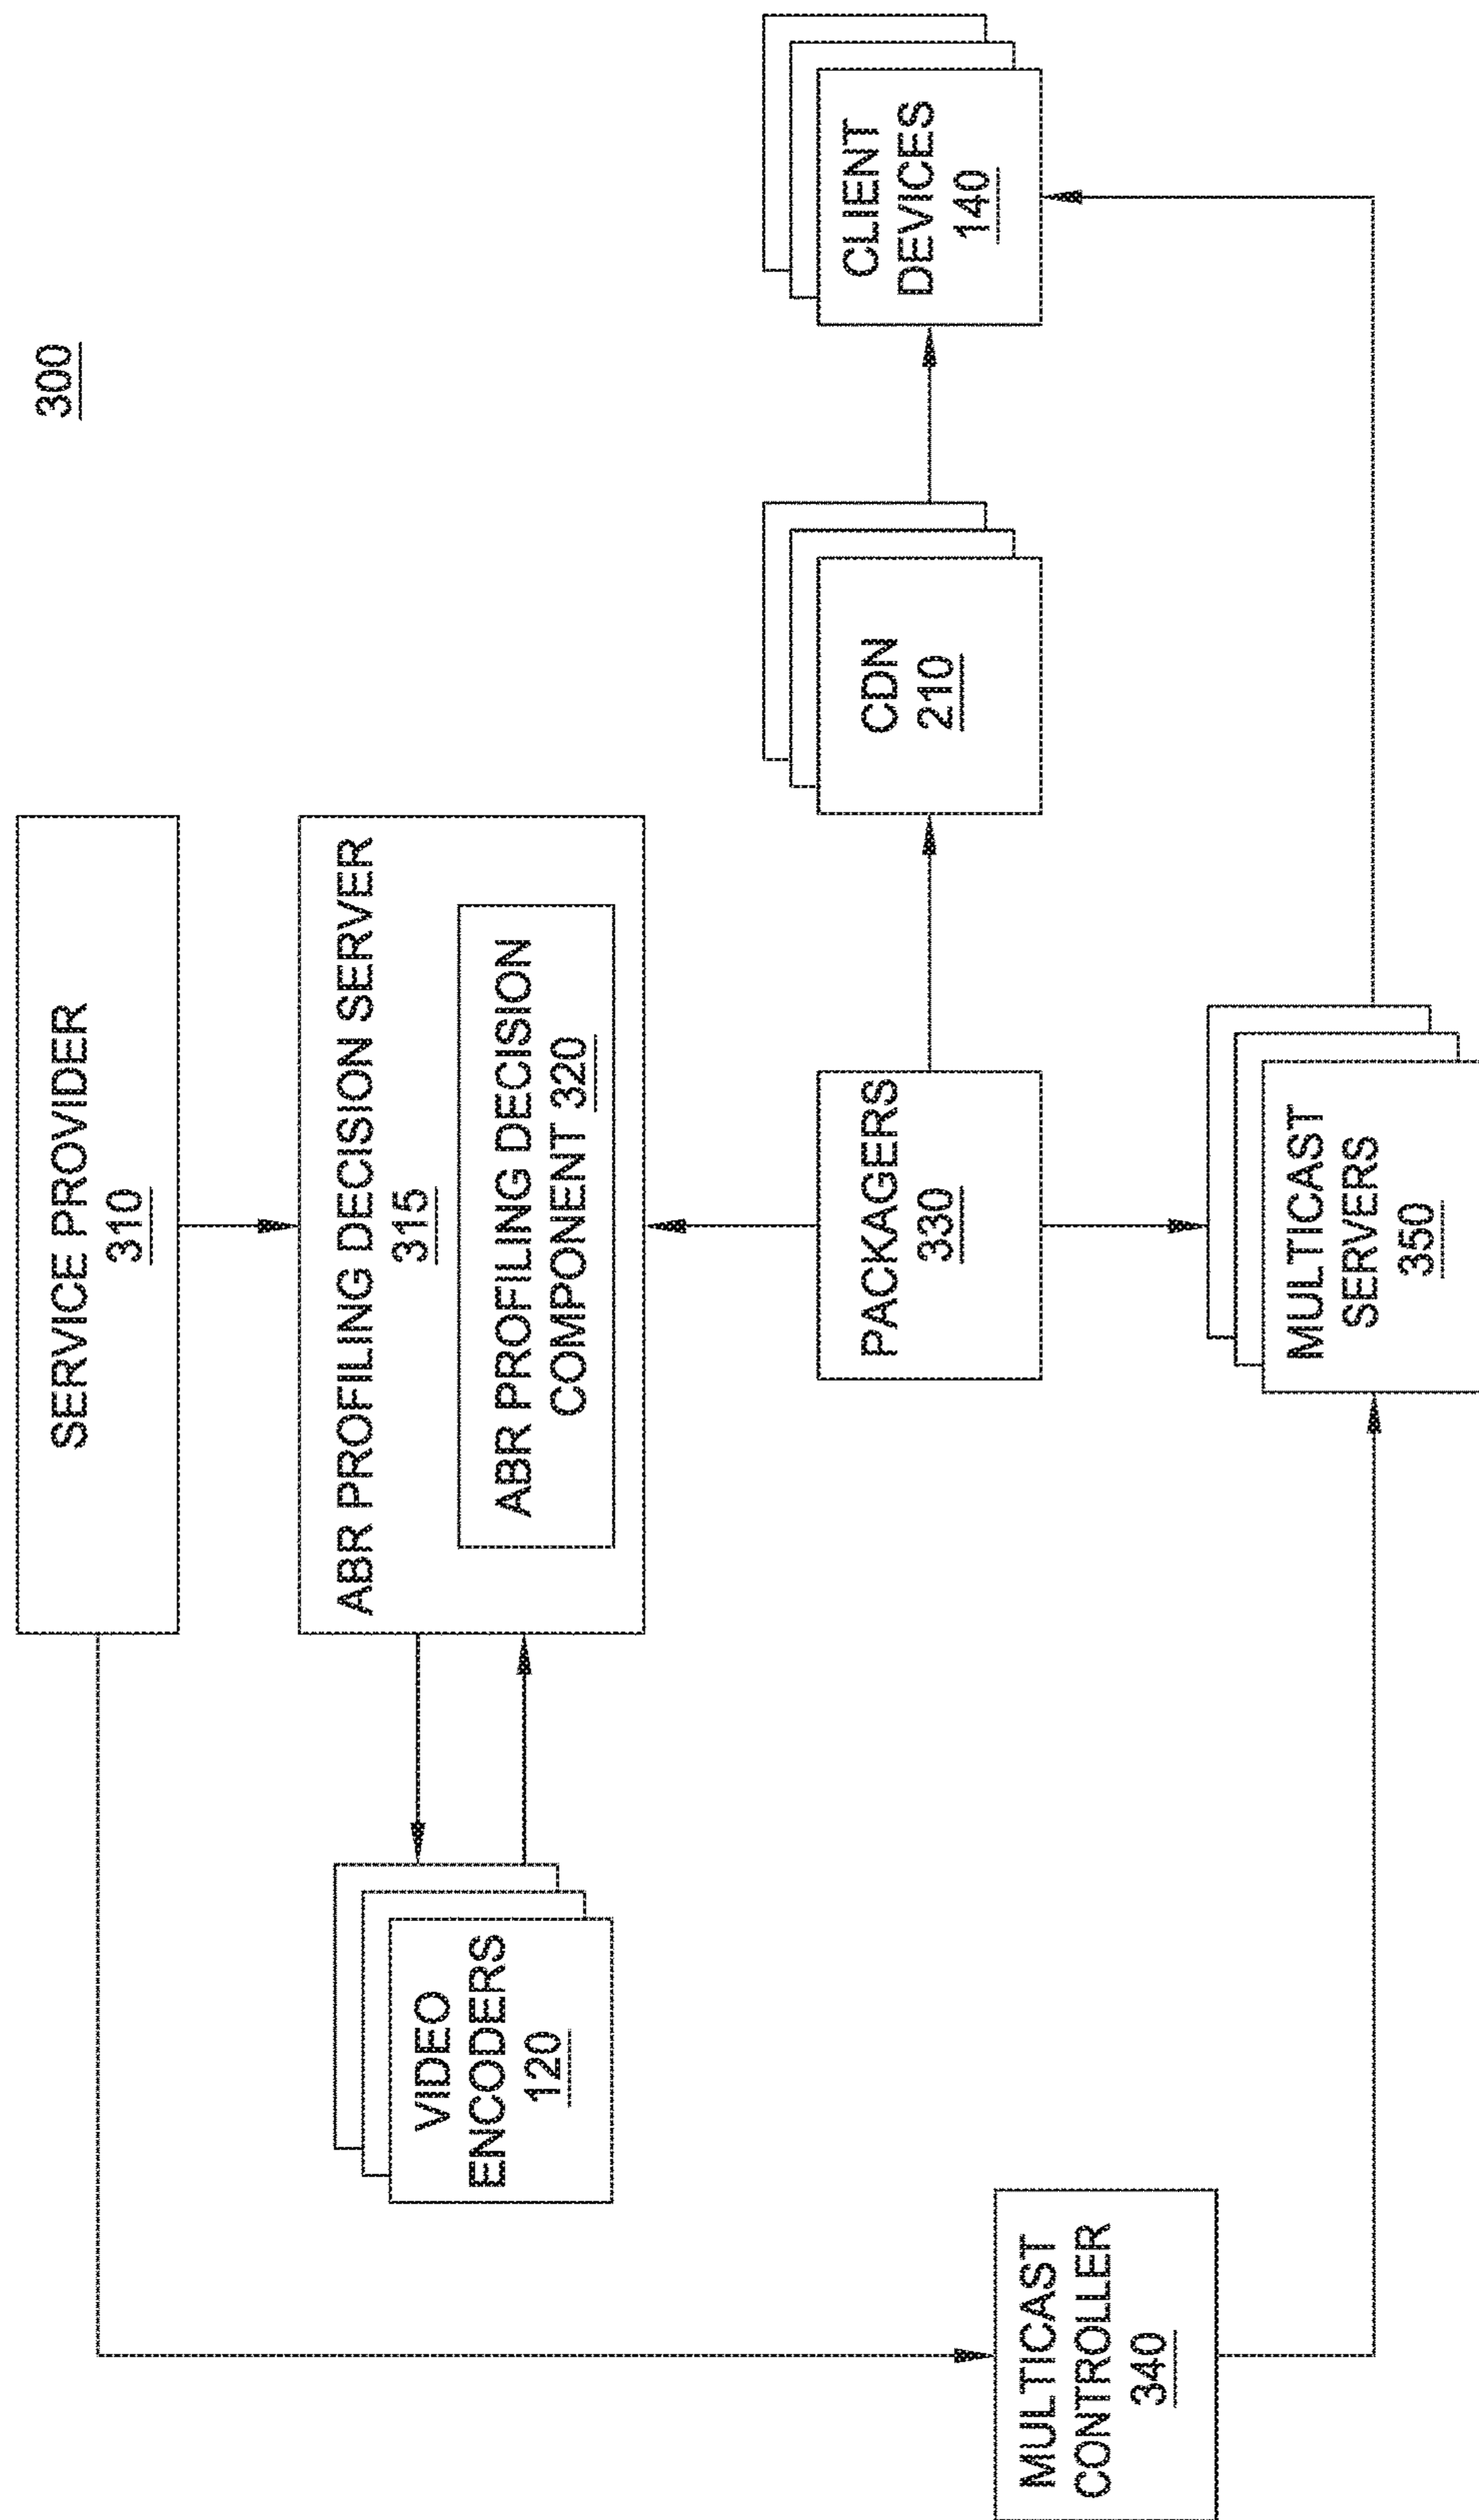 300
SERVICE PROVIDER
310
ABR PROFILING DECISION SERVER
315
ABR PROFILING DECISION
COMPONENT 320
VIDEO
ENCODERS
120
PACKAGERS
330
CDN
210
CLIENT
DEVICES
140
MULTICAST
CONTROLLER
340
MULTICAST
SERVERS
350